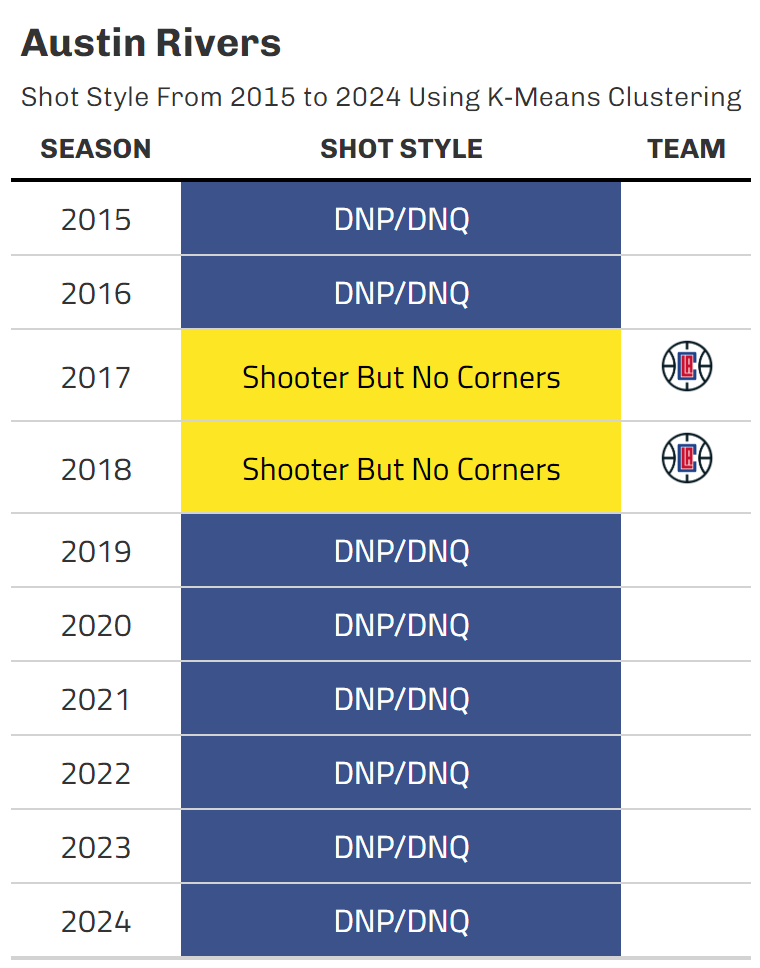 Austin Rivers
Shot Style From 2015 to 2024 Using K-Means Clustering
SEASON SHOT STYLE TEAM
2015 DNP/DNQ
2016 DNP/DNQ
2017 Shooter But No Corners
2018 Shooter But No Corners
2019 DNP/DNQ
2020 DNP/DNQ
2021 DNP/DNQ
2022 DNP/DNQ
2023 DNP/DNQ
2024 DNP/DNQ